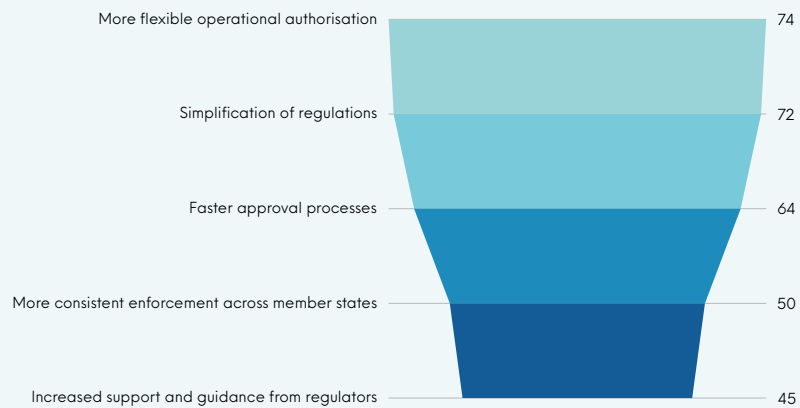 More flexible operational authorisation 74
Simplification of regulations 72
Faster approval processes 64
More consistent enforcement across member states 50
Increased support and guidance from regulators 45